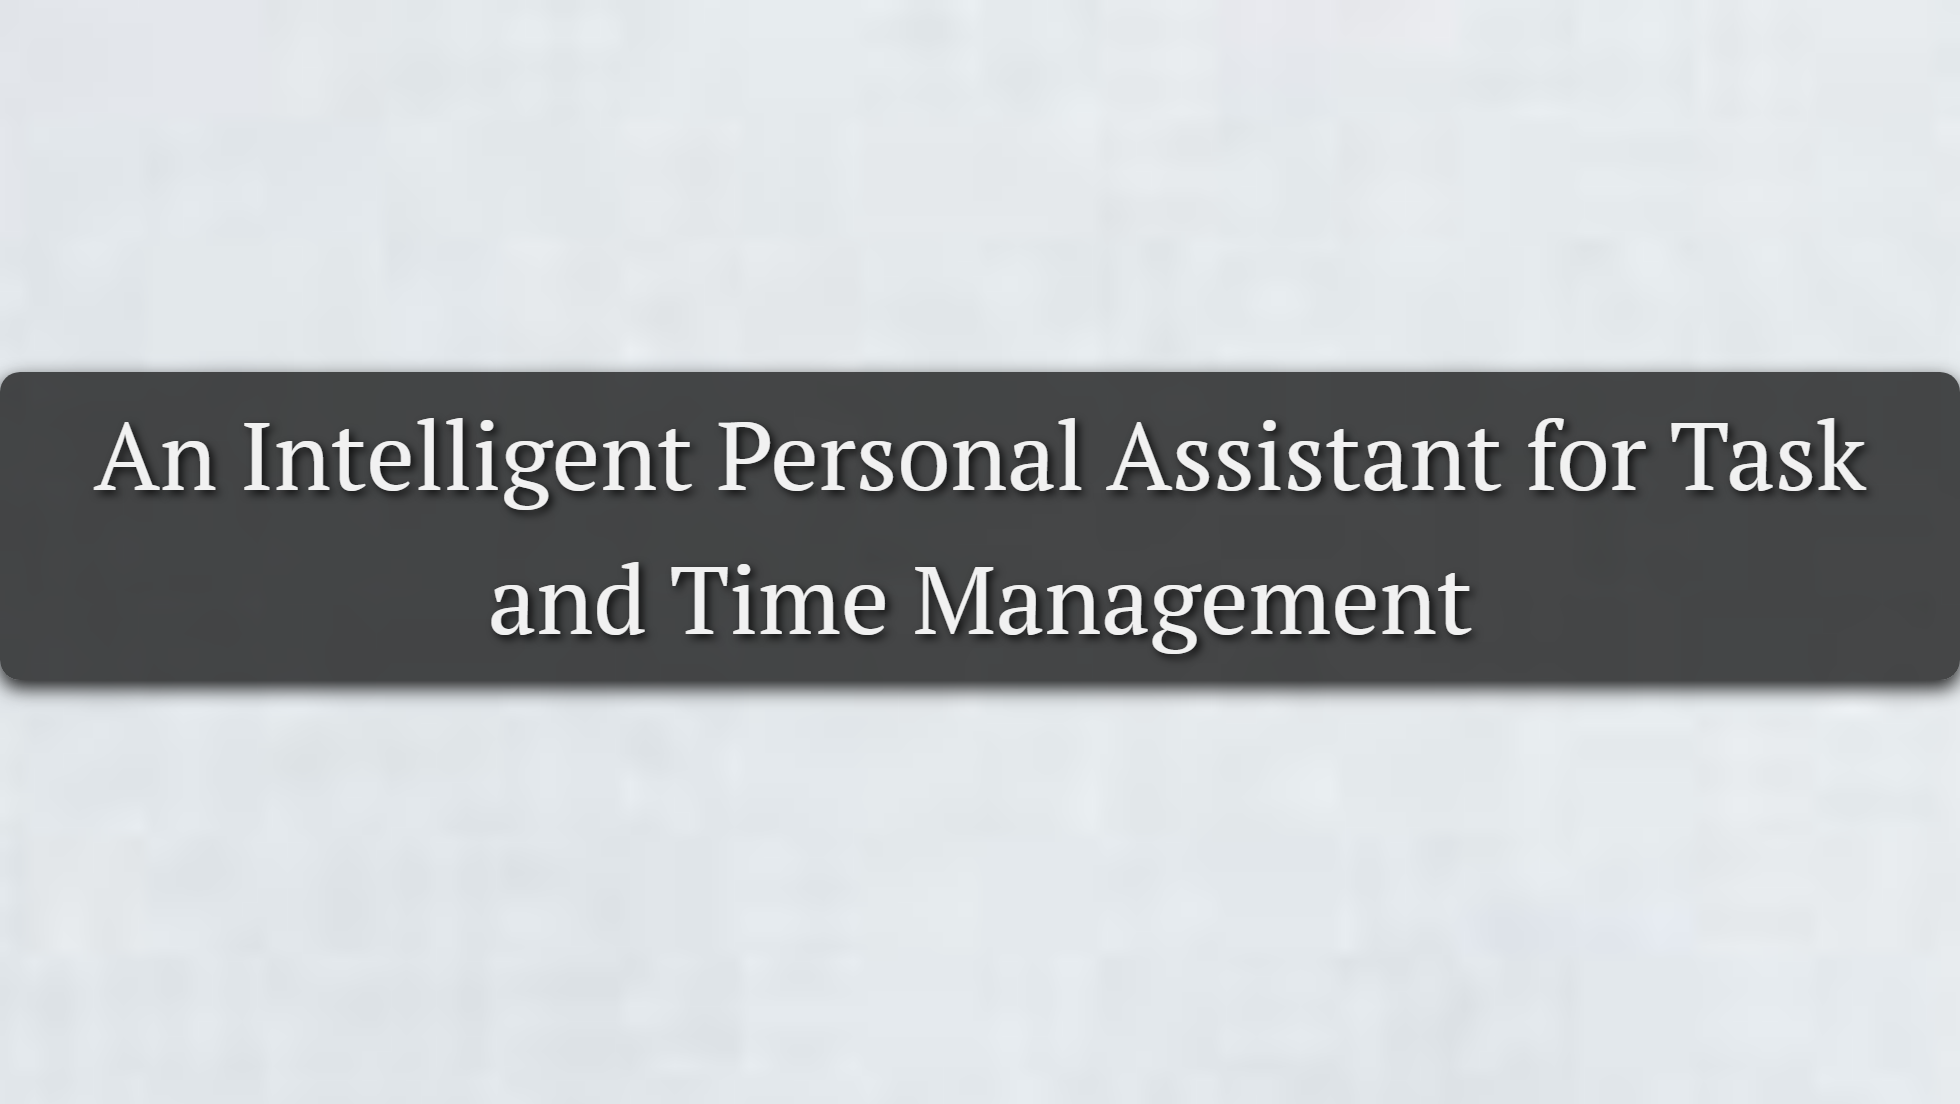 An Intelligent Personal Assistant for Task
and Time Management